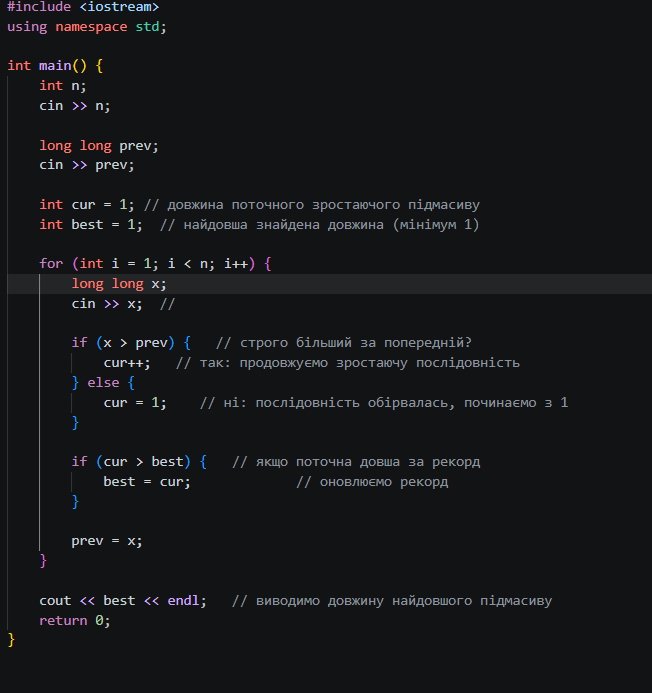 #include <iostream>
using namespace std;
int main() {
int n;
cin >> n;
long long prev;
cin >> prev;
int cur = 1; // довжина поточного зростаючого підмасиву
int best = 1;  // найдовша знайдена довжина (мінімум 1)
for (int i = 1; i < n; i++) {
long long x;
cin >> x;  //
if (x > prev) {   // строго більший за попередній?
cur++;   // так: продовжуємо зростаючу послідовність
} else {
cur = 1;    // ні: послідовність обірвалась, починаємо з 1
}
if (cur > best) {   // якщо поточна довша за рекорд
best = cur;             // оновлюємо рекорд
}
prev = x;
}
cout << best << endl;   // виводимо довжину найдовшого підмасиву
return 0;
}